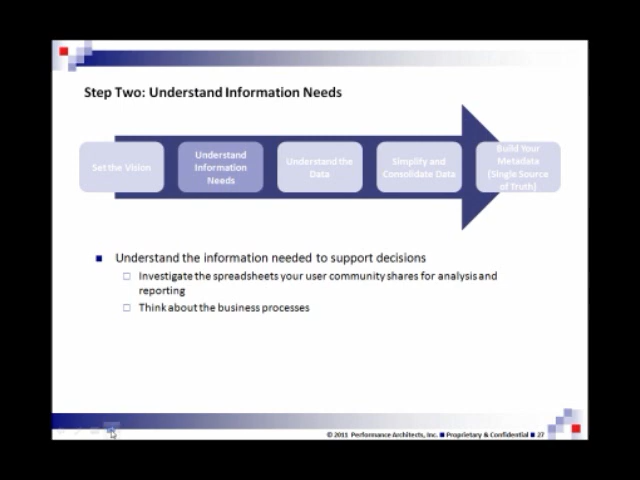 Step Two: Understand Information Needs
Set the Vision
Understand
Information
Needs
Understand the
Data
Simplify and
Consolidate Data
Build Your
Metadata
(Single Source
of Truth)
Understand the information needed to support decisions
Investigate the spreadsheets your user community shares for analysis and
reporting
Think about the business processes
© 2011 Performance Architects, Inc. ■ Proprietary & Confidential ■ 27